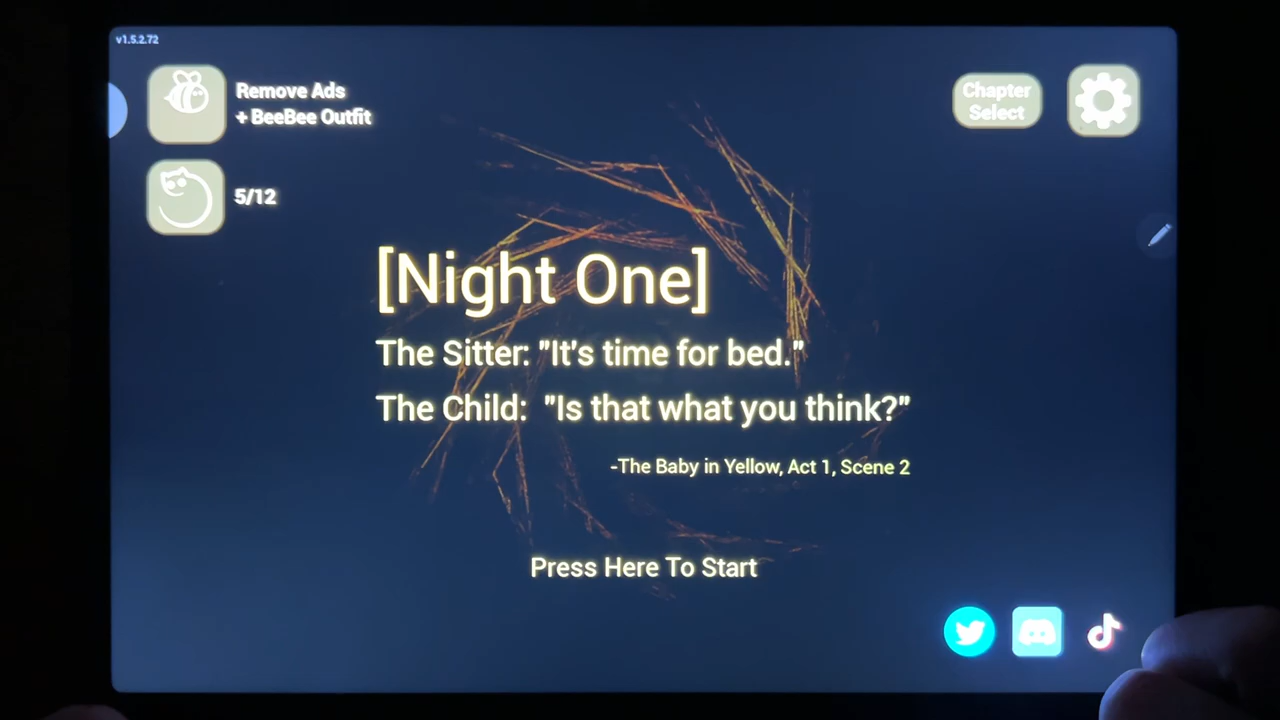 v1.5.2.72
Remove Ads
+ BeeBee Outfit
Chapter
Select
5/12
[Night One]
The Sitter: "It's time for bed."
The Child:  "Is that what you think?"
-The Baby in Yellow, Act 1, Scene 2
Press Here To Start